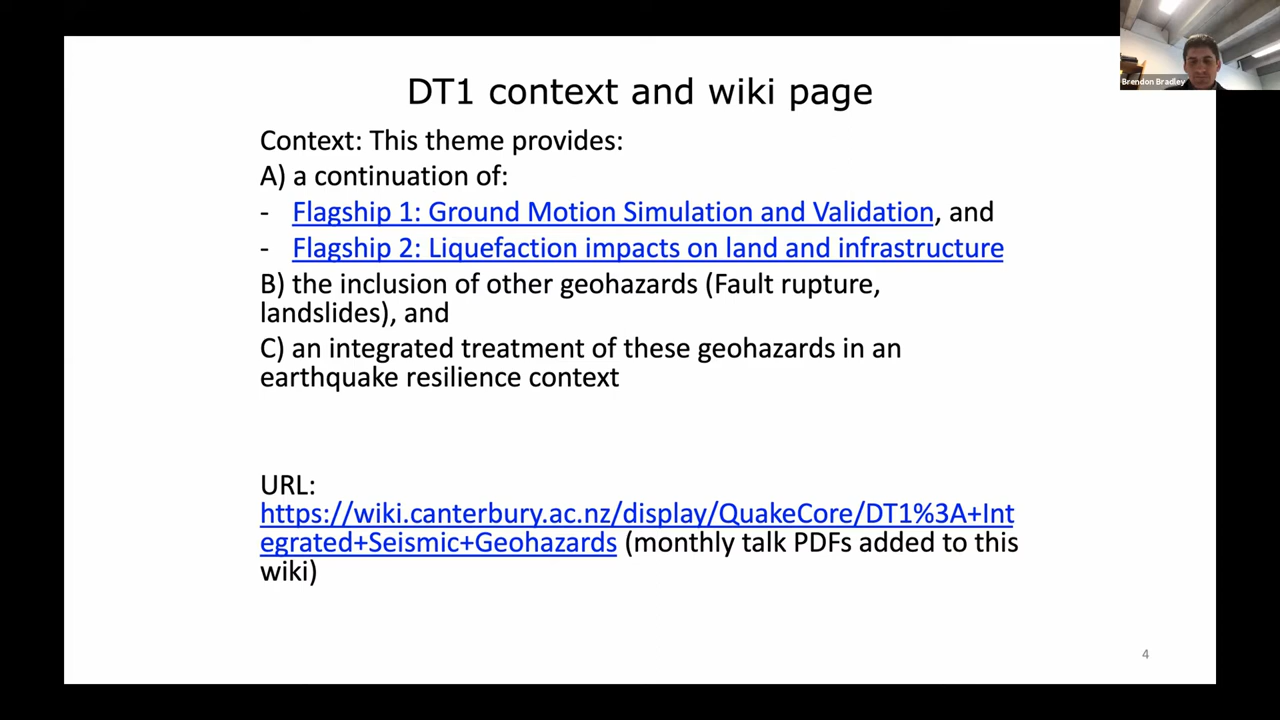 DT1 context and wiki page
Brendon Bradley
Context: This theme provides:
A) a continuation of:
- Flagship 1: Ground Motion Simulation and Validation, and
- Flagship 2: Liquefaction impacts on land and infrastructure
B) the inclusion of other geohazards (Fault rupture,
landslides), and
C) an integrated treatment of these geohazards in an
earthquake resilience context
URL:
https://wiki.canterbury.ac.nz/display/QuakeCore/DT1%3A+Int
egrated+Seismic+Geohazards (monthly talk PDFs added to this
wiki)
4